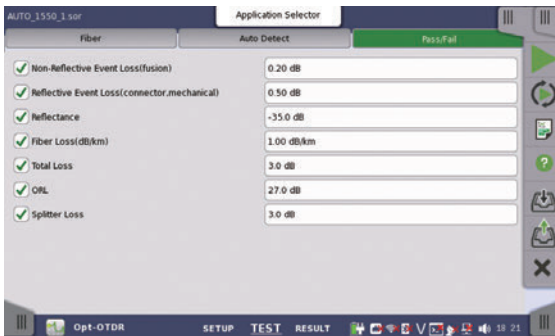 AUTO_1550_1.sor
Application Selector
Fiber
Auto Detect
Pass/Fail
Non-Reflective Event Loss(fusion) 0.20 dB
Reflective Event Loss(connector,mechanical) 0.50 dB
Reflectance -35.0 dB
Fiber Loss(dB/km) 1.00 dB/km
Total Loss 3.0 dB
ORL 27.0 dB
Splitter Loss 3.0 dB
Opt-OTDR SETUP TEST RESULT 18 21